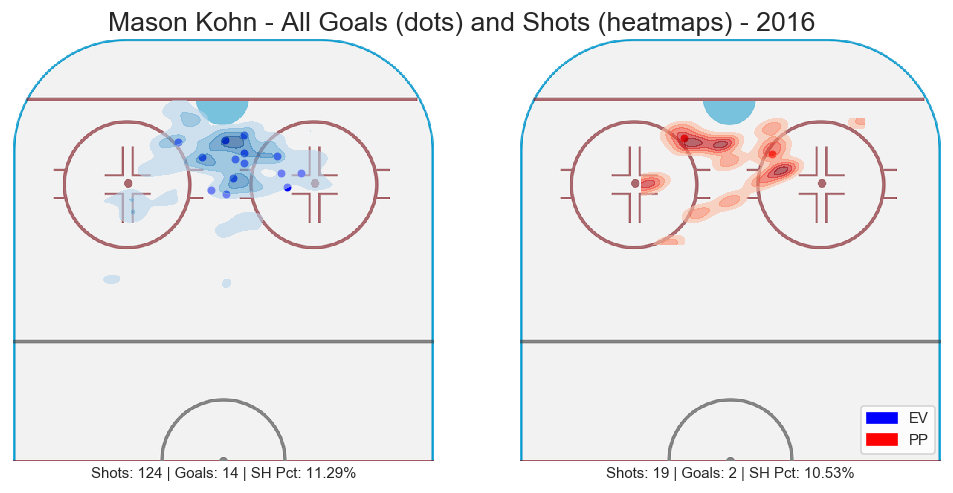 Mason Kohn - All Goals (dots) and Shots (heatmaps) - 2016
EV
PP
Shots: 124 | Goals: 14 | SH Pct: 11.29%
Shots: 19 | Goals: 2 | SH Pct: 10.53%